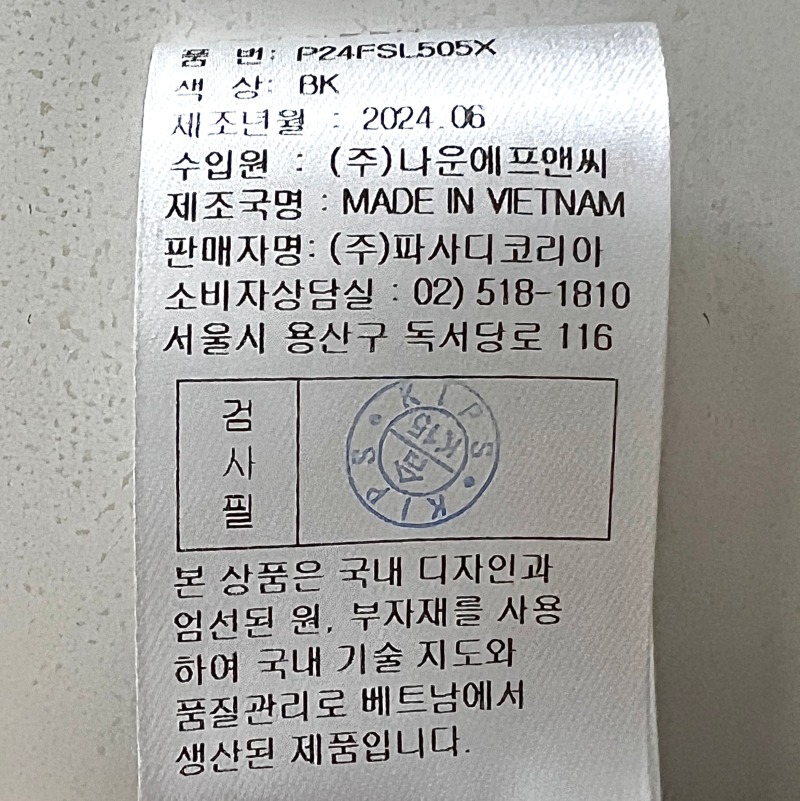 품 번: P24FSL505X
색 상: BK
제조년월 : 2024.06
수입원 : (주)나운에프앤씨
제조국명 : MADE IN VIETNAM
판매자명: (주)파사디코리아
소비자상담실 : 02) 518-1810
서울시 용산구 독서당로 116
검
사
필
KIPS • KIPS •
본 상품은 국내 디자인과
엄선된 원, 부자재를 사용
하여 국내 기술 지도와
품질관리로 베트남에서
생산된 제품입니다.